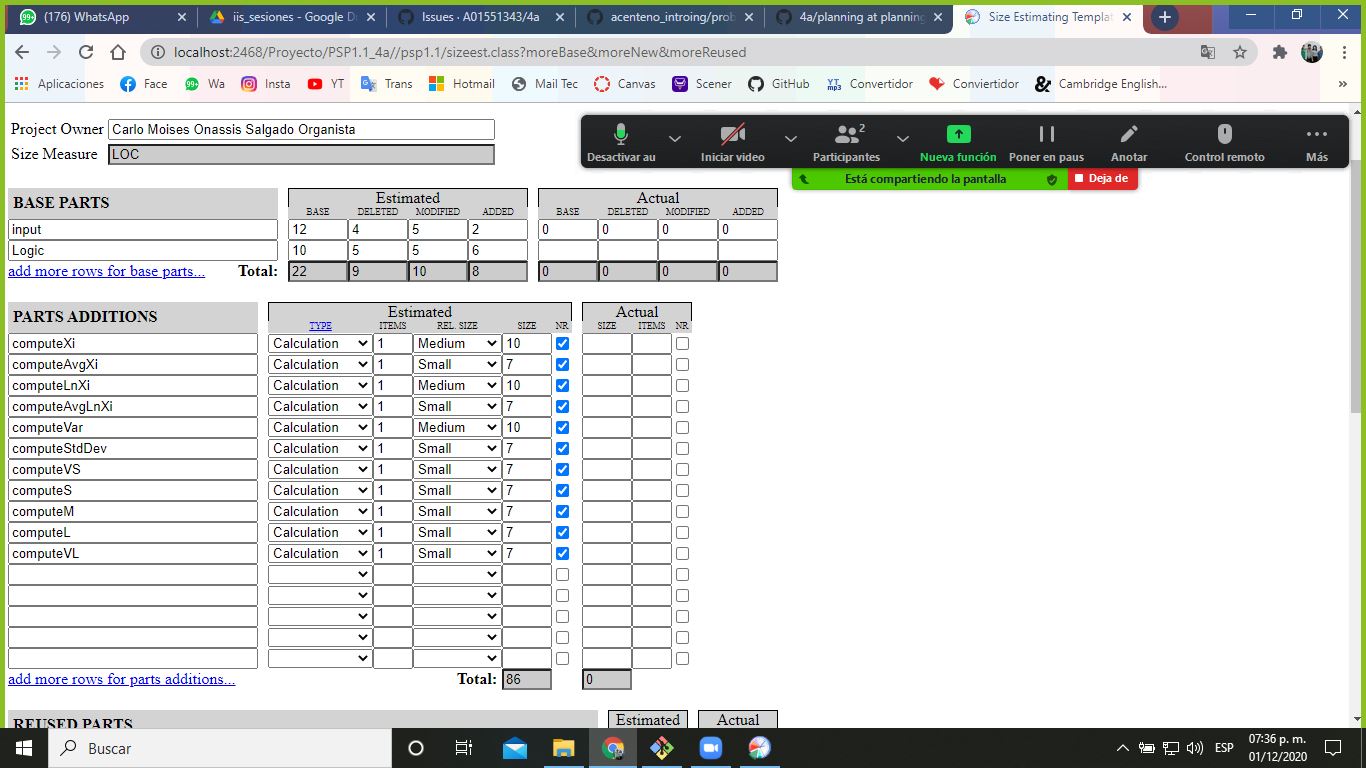 (176) WhatsApp
iis_sesiones - Google D
Issues · A01551343/4a
acenteno_introing/prob
4a/planning at planning
Size Estimating Templat
localhost:2468/Proyecto/PSP1.1_4a//psp1.1/sizeest.class?moreBase&moreNew&moreReused
Aplicaciones Face 99+ Wa Insta YT Trans Hotmail Mail Tec Canvas Scener GitHub YT mp3 Convertidor Conviertidor Cambridge English...
Project Owner Carlo Moises Onassis Salgado Organista
Size Measure LOC
Desactivar au Iniciar video Participantes 2 Nueva función Poner en paus Anotar Control remoto Más
Está compartiendo la pantalla Deja de
BASE PARTS Estimated Actual
BASE DELETED MODIFIED ADDED BASE DELETED MODIFIED ADDED
input 12 4 5 2 0 0 0 0
Logic 10 5 5 6
add more rows for base parts... Total: 22 9 10 8 0 0 0 0
PARTS ADDITIONS Estimated Actual
TYPE ITEMS REL. SIZE SIZE NR SIZE ITEMS NR
computeXi Calculation 1 Medium 10
computeAvgXi Calculation 1 Small 7
computeLnXi Calculation 1 Medium 10
computeAvgLnXi Calculation 1 Small 7
computeVar Calculation 1 Medium 10
computeStdDev Calculation 1 Small 7
computeVS Calculation 1 Small 7
computeS Calculation 1 Small 7
computeM Calculation 1 Small 7
computeL Calculation 1 Small 7
computeVL Calculation 1 Small 7
add more rows for parts additions... Total: 86 0
REUSED PARTS Estimated Actual
Buscar
ESP
07:36 p. m.
01/12/2020